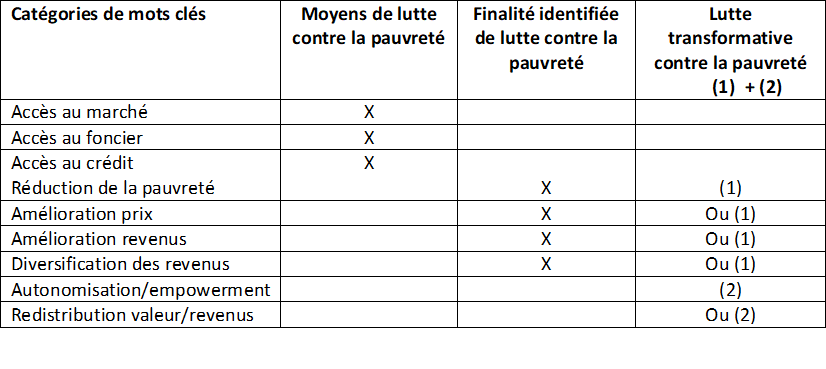 Catégories de mots clés | Moyens de lutte contre la pauvreté | Finalité identifiée de lutte contre la pauvreté | Lutte transformative contre la pauvreté (1) + (2)
Accès au marché | X | |
Accès au foncier | X | |
Accès au crédit | X | |
Réduction de la pauvreté | | X | (1)
Amélioration prix | | X | Ou (1)
Amélioration revenus | | X | Ou (1)
Diversification des revenus | | X | Ou (1)
Autonomisation/empowerment | | | (2)
Redistribution valeur/revenus | | | Ou (2)